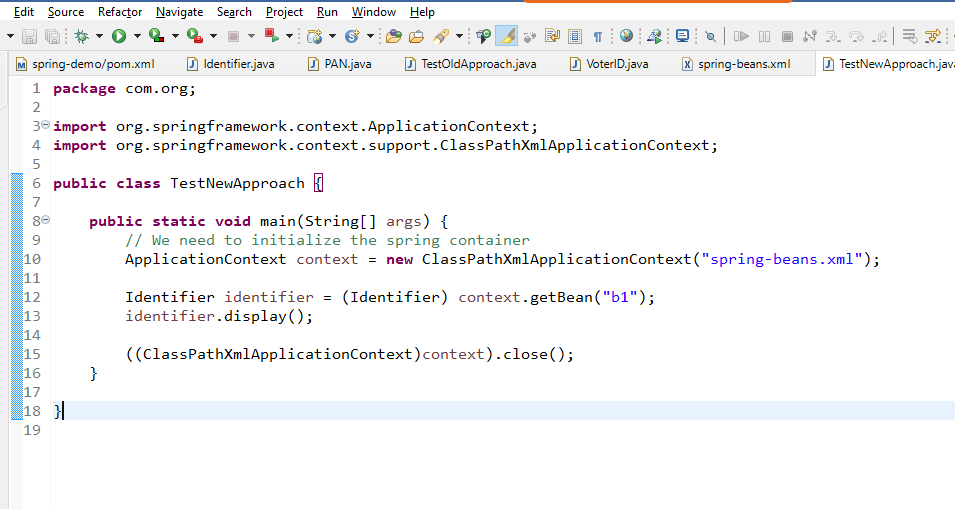 Edit Source Refactor Navigate Search Project Run Window Help
spring-demo/pom.xml Identifier.java PAN.java TestOldApproach.java VoterID.java spring-beans.xml TestNewApproach.java
1 package com.org;
2
3 import org.springframework.context.ApplicationContext;
4 import org.springframework.context.support.ClassPathXmlApplicationContext;
5
6 public class TestNewApproach {
7
8 public static void main(String[] args) {
9 // We need to initialize the spring container
10 ApplicationContext context = new ClassPathXmlApplicationContext("spring-beans.xml");
11
12 Identifier identifier = (Identifier) context.getBean("b1");
13 identifier.display();
14
15 ((ClassPathXmlApplicationContext)context).close();
16 }
17
18 }
19